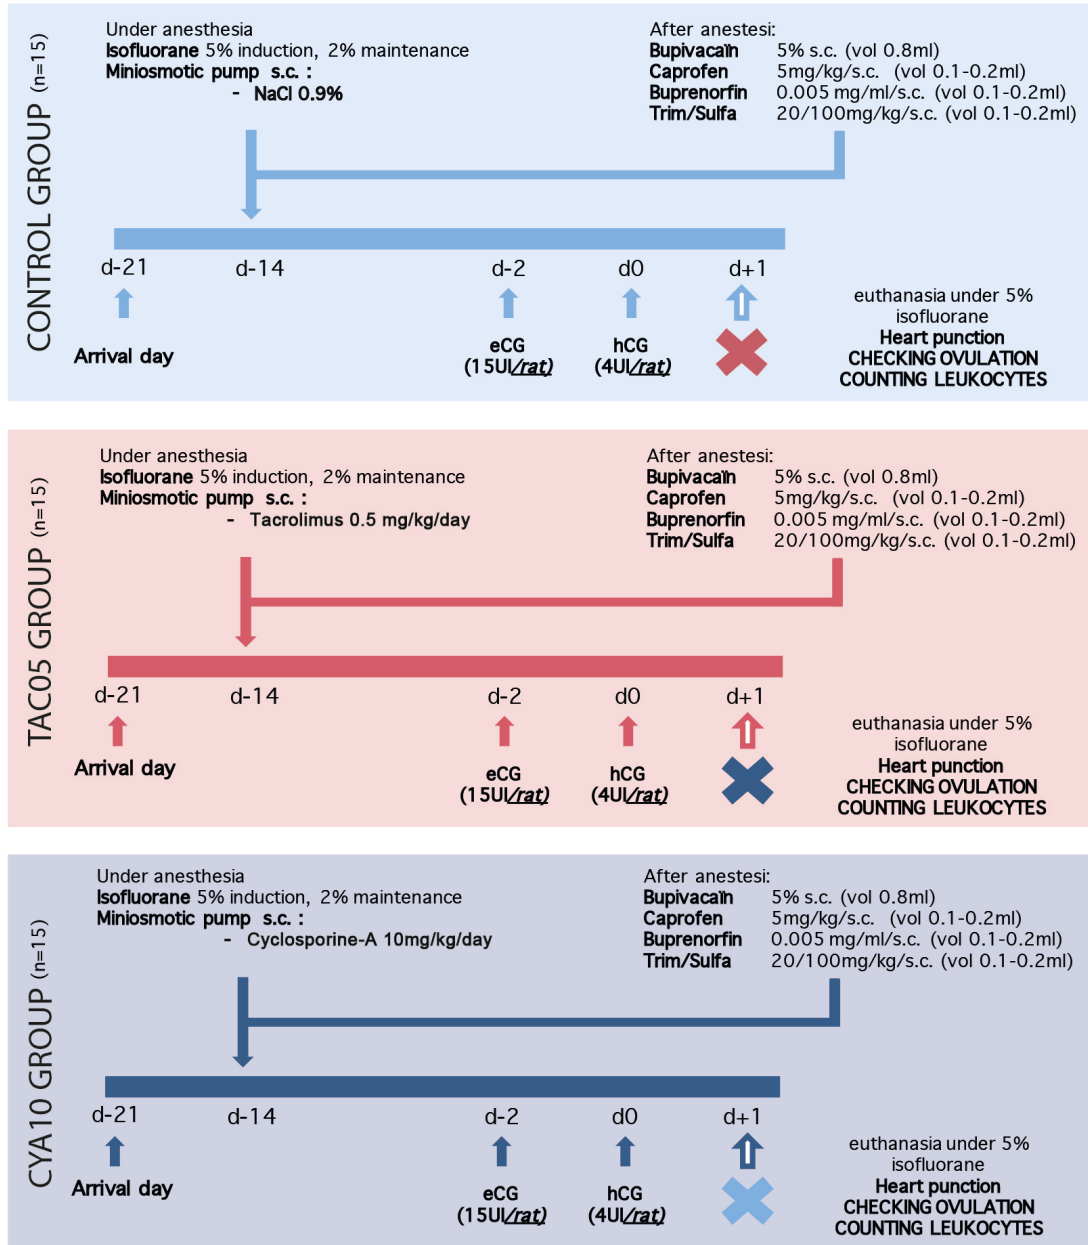 CONTROL GROUP (n=15)
Under anesthesia
Isofluorane 5% induction, 2% maintenance
Miniosmotic pump s.c. :
- NaCl 0.9%
After anestesi:
Bupivacaïn 5% s.c. (vol 0.8ml)
Caprofen 5mg/kg/s.c. (vol 0.1-0.2ml)
Buprenorfin 0.005 mg/ml/s.c. (vol 0.1-0.2ml)
Trim/Sulfa 20/100mg/kg/s.c. (vol 0.1-0.2ml)
d-21 d-14 d-2 d0 d+1
Arrival day
eCG
(15UI/rat)
hCG
(4UI/rat)
euthanasia under 5%
isofluorane
Heart punction
CHECKING OVULATION
COUNTING LEUKOCYTES
TAC05 GROUP (n=15)
Under anesthesia
Isofluorane 5% induction, 2% maintenance
Miniosmotic pump s.c. :
- Tacrolimus 0.5 mg/kg/day
After anestesi:
Bupivacaïn 5% s.c. (vol 0.8ml)
Caprofen 5mg/kg/s.c. (vol 0.1-0.2ml)
Buprenorfin 0.005 mg/ml/s.c. (vol 0.1-0.2ml)
Trim/Sulfa 20/100mg/kg/s.c. (vol 0.1-0.2ml)
d-21 d-14 d-2 d0 d+1
Arrival day
eCG
(15UI/rat)
hCG
(4UI/rat)
euthanasia under 5%
isofluorane
Heart punction
CHECKING OVULATION
COUNTING LEUKOCYTES
CYA10 GROUP (n=15)
Under anesthesia
Isofluorane 5% induction, 2% maintenance
Miniosmotic pump s.c. :
- Cyclosporine-A 10mg/kg/day
After anestesi:
Bupivacaïn 5% s.c. (vol 0.8ml)
Caprofen 5mg/kg/s.c. (vol 0.1-0.2ml)
Buprenorfin 0.005 mg/ml/s.c. (vol 0.1-0.2ml)
Trim/Sulfa 20/100mg/kg/s.c. (vol 0.1-0.2ml)
d-21 d-14 d-2 d0 d+1
Arrival day
eCG
(15UI/rat)
hCG
(4UI/rat)
euthanasia under 5%
isofluorane
Heart punction
CHECKING OVULATION
COUNTING LEUKOCYTES